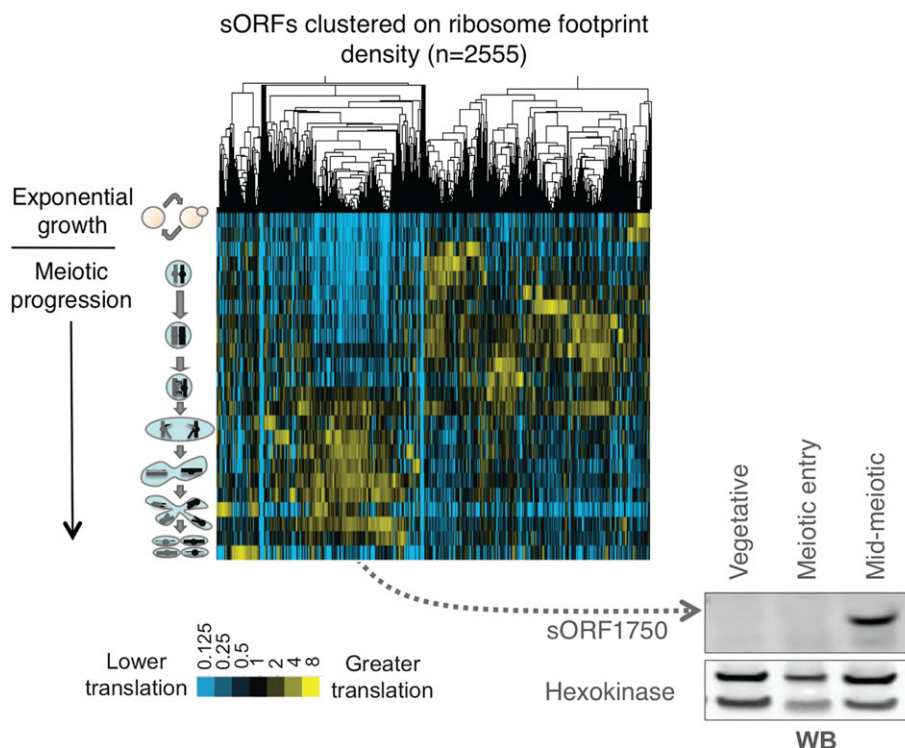 sORFs clustered on ribosome footprint
density (n=2555)
Exponential
growth
Meiotic
progression
Vegetative
Meiotic entry
Mid-meiotic
sORF1750
Hexokinase
WB
Lower
translation
0.125
0.25
0.5
1
2
4
8
Greater
translation